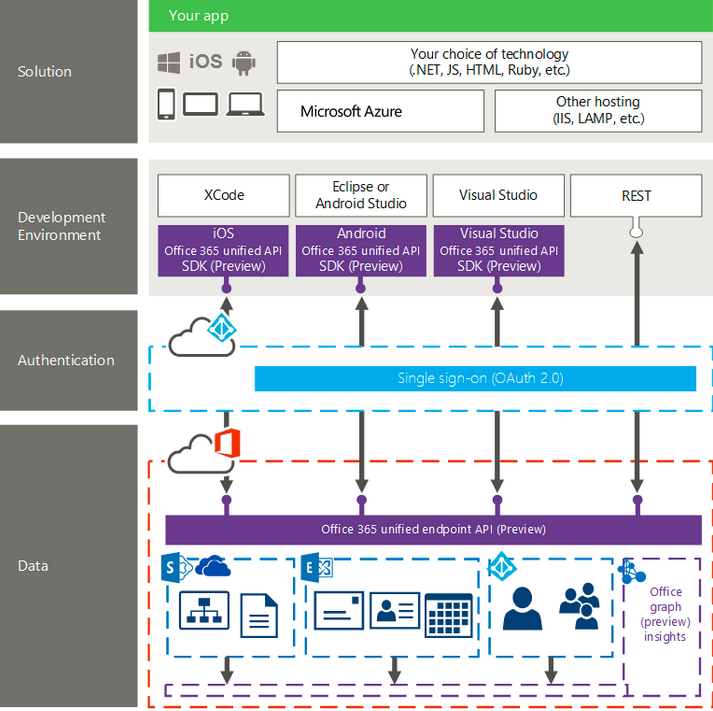 Your app
Solution
iOS
Your choice of technology
(.NET, JS, HTML, Ruby, etc.)
Microsoft Azure
Other hosting
(IIS, LAMP, etc.)
Development
Environment
XCode
Eclipse or
Android Studio
Visual Studio
REST
iOS
Office 365 unified API
SDK (Preview)
Android
Office 365 unified API
SDK (Preview)
Visual Studio
Office 365 unified API
SDK (Preview)
Authentication
Single sign-on (OAuth 2.0)
Data
Office 365 unified endpoint API (Preview)
S
E
Office
graph
(preview)
insights